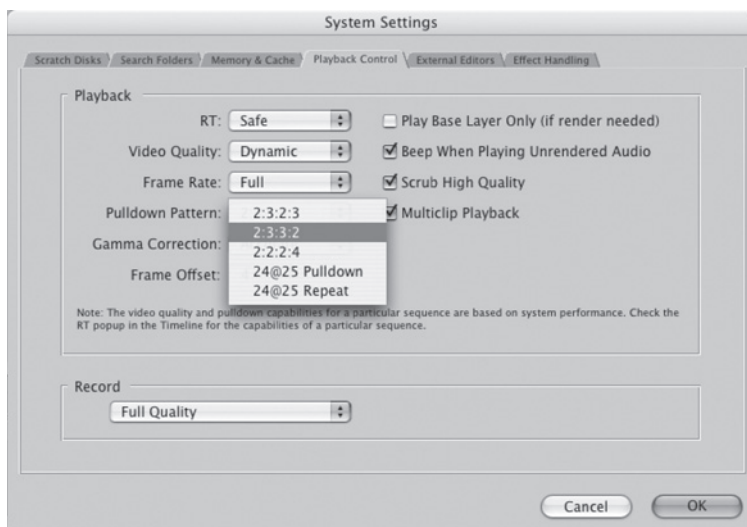 System Settings
Scratch Disks Search Folders Memory & Cache Playback Control External Editors Effect Handling
Playback
RT: Safe Play Base Layer Only (if render needed)
Video Quality: Dynamic Beep When Playing Unrendered Audio
Frame Rate: Full Scrub High Quality
Pulldown Pattern: 2:3:2:3 Multiclip Playback
2:3:3:2
Gamma Correction: 2:2:2:4
Frame Offset: 24@25 Pulldown
24@25 Repeat
Note: The video quality and pulldown capabilities for a particular sequence are based on system performance. Check the
RT popup in the Timeline for the capabilities of a particular sequence.
Record
Full Quality
Cancel OK